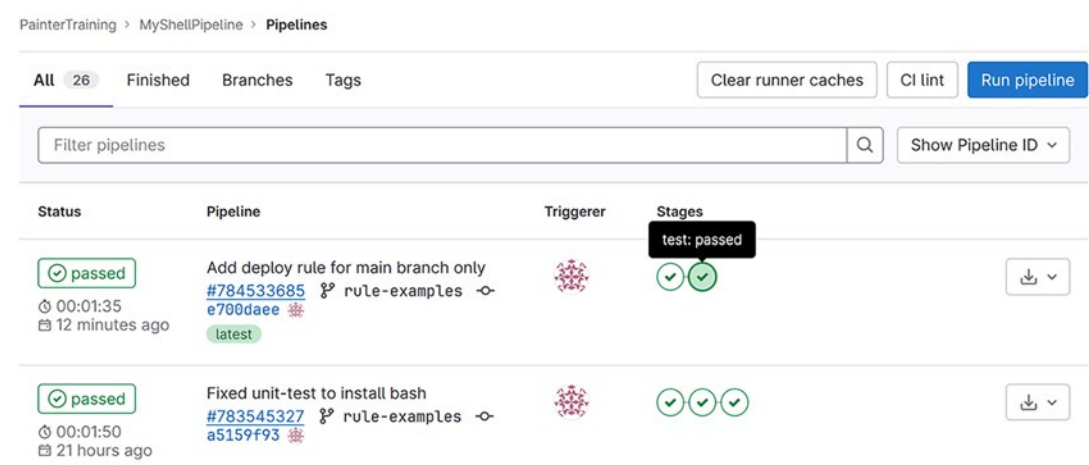 PainterTraining > MyShellPipeline > Pipelines
All 26 Finished Branches Tags Clear runner caches CI lint Run pipeline
Filter pipelines Show Pipeline ID
Status Pipeline Triggerer Stages
test: passed
passed Add deploy rule for main branch only
#784533685 rule-examples
00:01:35 e700daee
12 minutes ago latest
passed Fixed unit-test to install bash
#783545327 rule-examples
00:01:50 a5159f93
21 hours ago